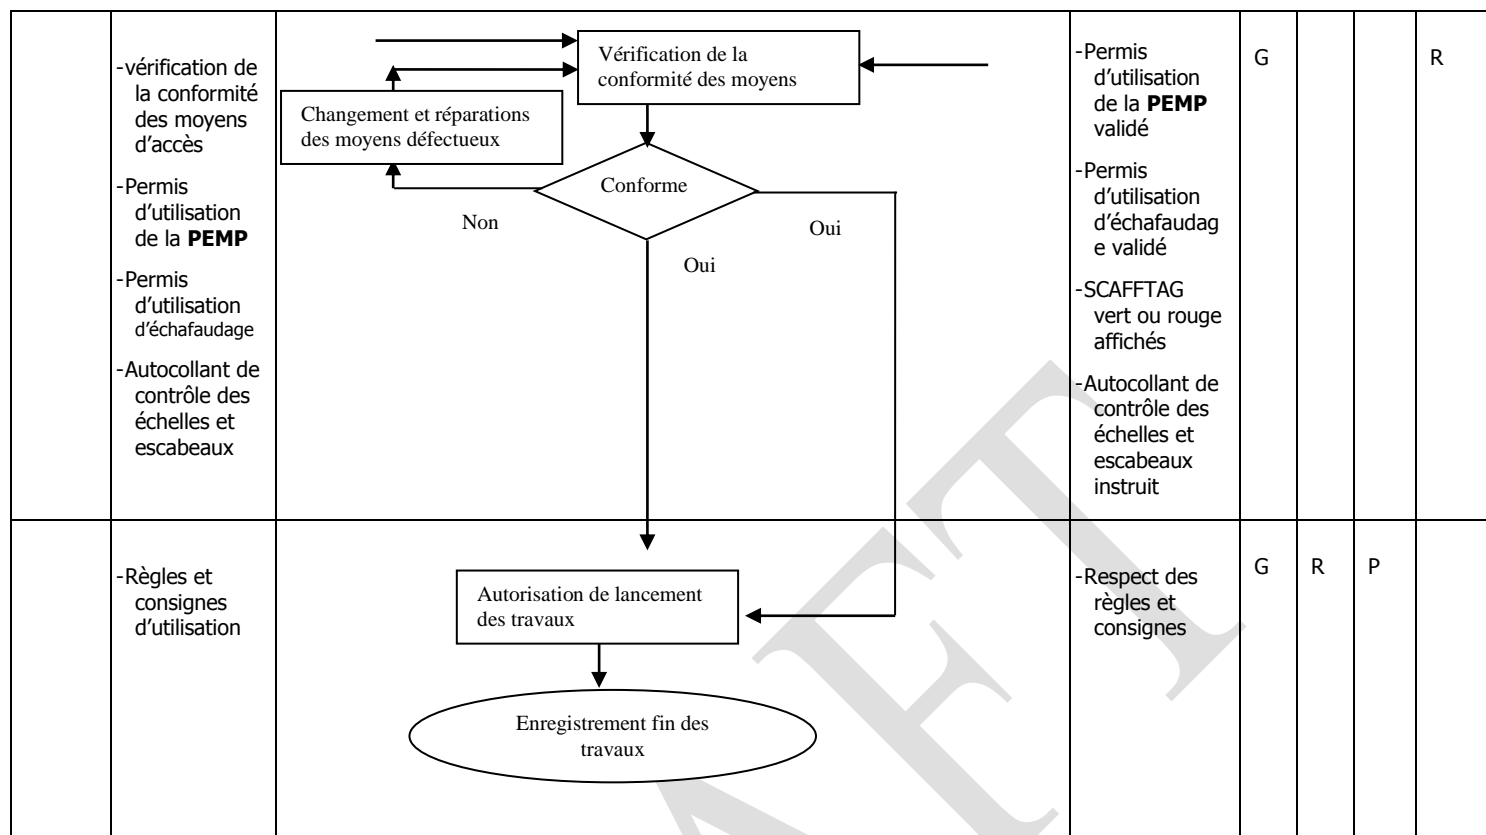 -vérification de
la conformité
des moyens
d'accès
-Permis
d'utilisation
de la PEMP
-Permis
d'utilisation
d'échafaudage
-Autocollant de
contrôle des
échelles et
escabeaux
Vérification de la
conformité des moyens
Changement et réparations
des moyens défectueux
Conforme
Non
Oui
Oui
-Permis
d'utilisation
de la PEMP
validé
-Permis
d'utilisation
d'échafaudag
e validé
-SCAFFTAG
vert ou rouge
affichés
-Autocollant de
contrôle des
échelles et
escabeaux
instruit
G
R
-Règles et
consignes
d'utilisation
Autorisation de lancement
des travaux
Enregistrement fin des
travaux
-Respect des
règles et
consignes
G
R
P
AFT